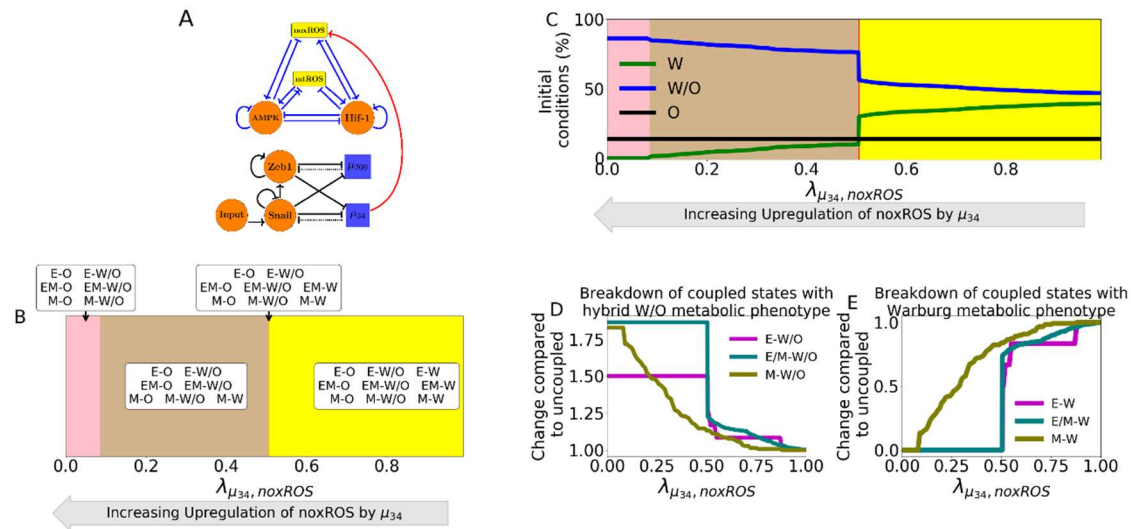 A
noxROS
mtROS
AMPK
Hif-1
Zeb1
μ200
Input
Snail
μ34
B
E-O E-W/O
EM-O EM-W/O
M-O M-W/O
E-O E-W/O
EM-O EM-W/O EM-W
M-O M-W/O M-W
E-O E-W/O
EM-O EM-W/O
M-O M-W/O M-W
E-O E-W/O E-W
EM-O EM-W/O EM-W
M-O M-W/O M-W
0.0 0.2 0.4 0.6 0.8
λμ34, noxROS
Increasing Upregulation of noxROS by μ34
C
Initial
conditions (%)
100
50
0
W
W/O
O
0.0 0.2 0.4 0.6 0.8
λμ34, noxROS
Increasing Upregulation of noxROS by μ34
D
Breakdown of coupled states with
hybrid W/O metabolic phenotype
Change compared
to uncoupled
1.75
1.50
1.25
1.00
E-W/O
E/M-W/O
M-W/O
0.00 0.25 0.50 0.75 1.00
λμ34, noxROS
E
Breakdown of coupled states with
Warburg metabolic phenotype
Change compared
to uncoupled
1.0
0.5
0.0
E-W
E/M-W
M-W
0.00 0.25 0.50 0.75 1.00
λμ34, noxROS